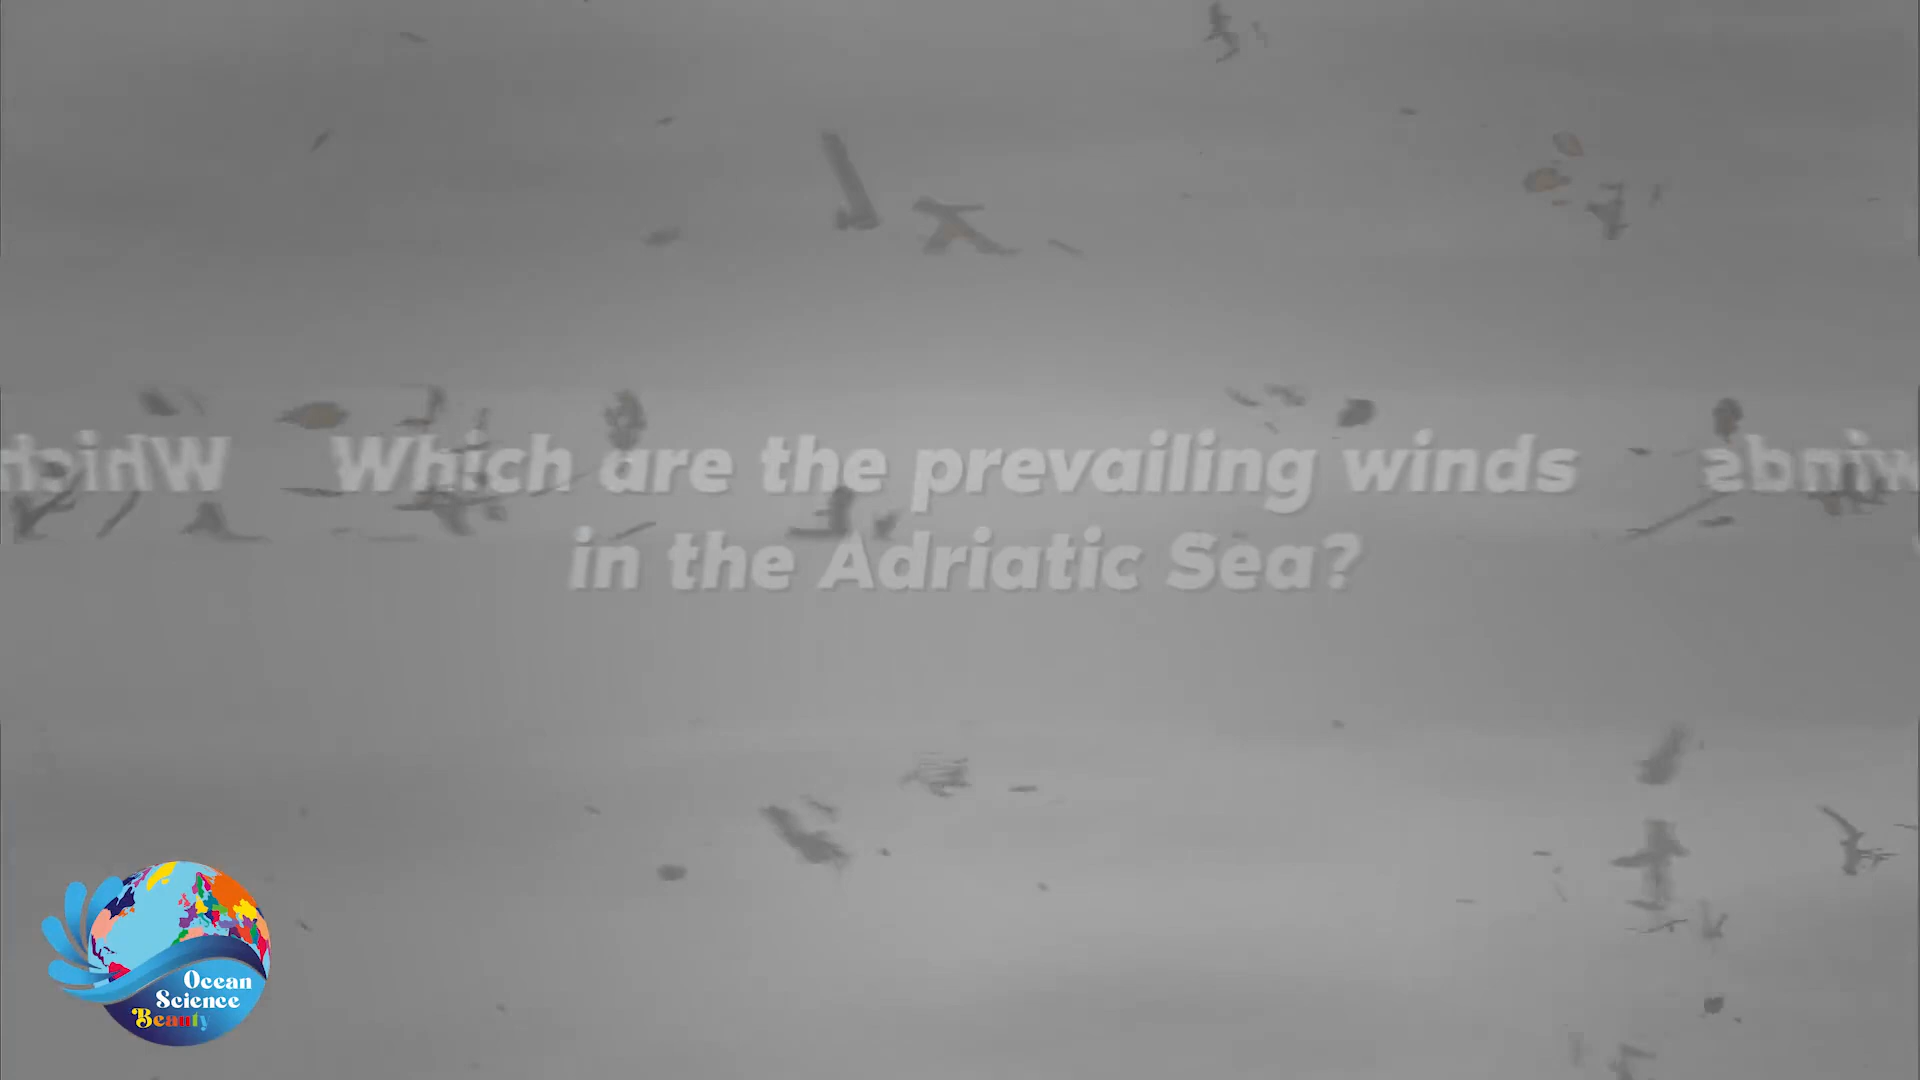 Which are the prevailing winds
in the Adriatic Sea?
Ocean
Science
Beauty